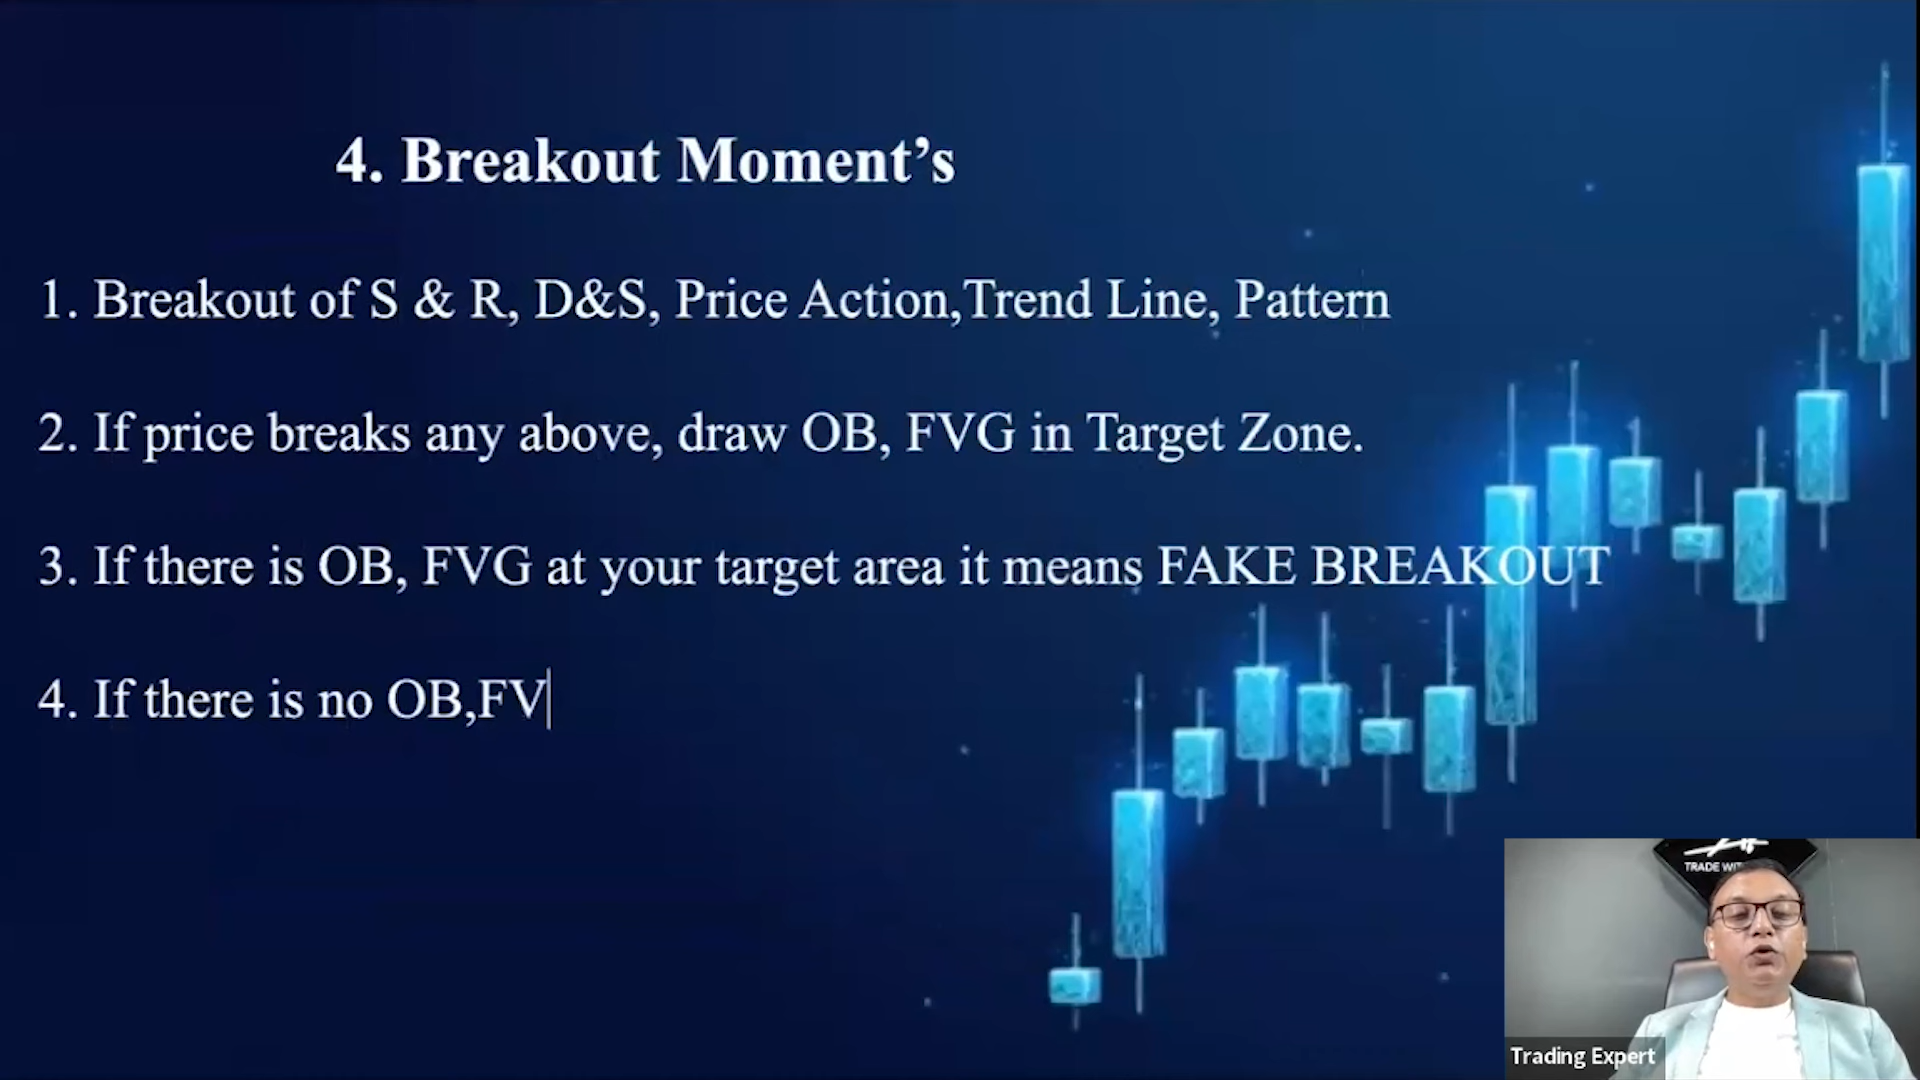 4. Breakout Moment’s
1. Breakout of S & R, D&S, Price Action,Trend Line, Pattern
2. If price breaks any above, draw OB, FVG in Target Zone.
3. If there is OB, FVG at your target area it means FAKE BREAKOUT
4. If there is no OB,FV
TRADE
Trading Expert